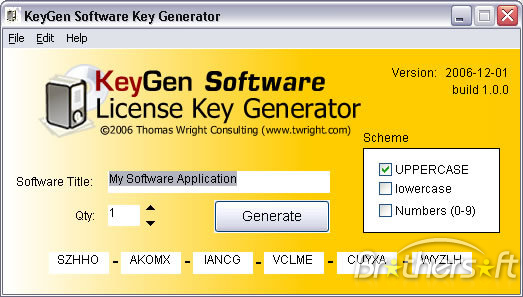 KeyGen Software Key Generator
File Edit Help
KeyGen Software
License Key Generator
©2006 Thomas Wright Consulting (www.twright.com)
Version: 2006-12-01
build 1.0.0
Scheme
UPPERCASE
lowercase
Numbers (0-9)
Software Title: My Software Application
Qty: 1
Generate
SZHHO - AKOMX - IANCG - VCLME - CUYXA - WYZLH
Brothersoft